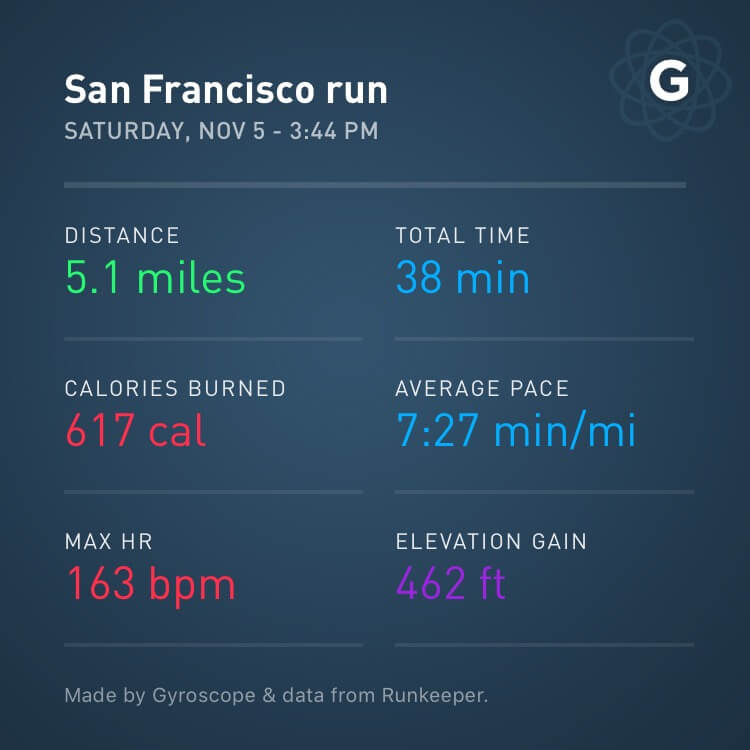 San Francisco run
G
SATURDAY, NOV 5 - 3:44 PM
DISTANCE
5.1 miles
TOTAL TIME
38 min
CALORIES BURNED
617 cal
AVERAGE PACE
7:27 min/mi
MAX HR
163 bpm
ELEVATION GAIN
462 ft
Made by Gyroscope & data from Runkeeper.